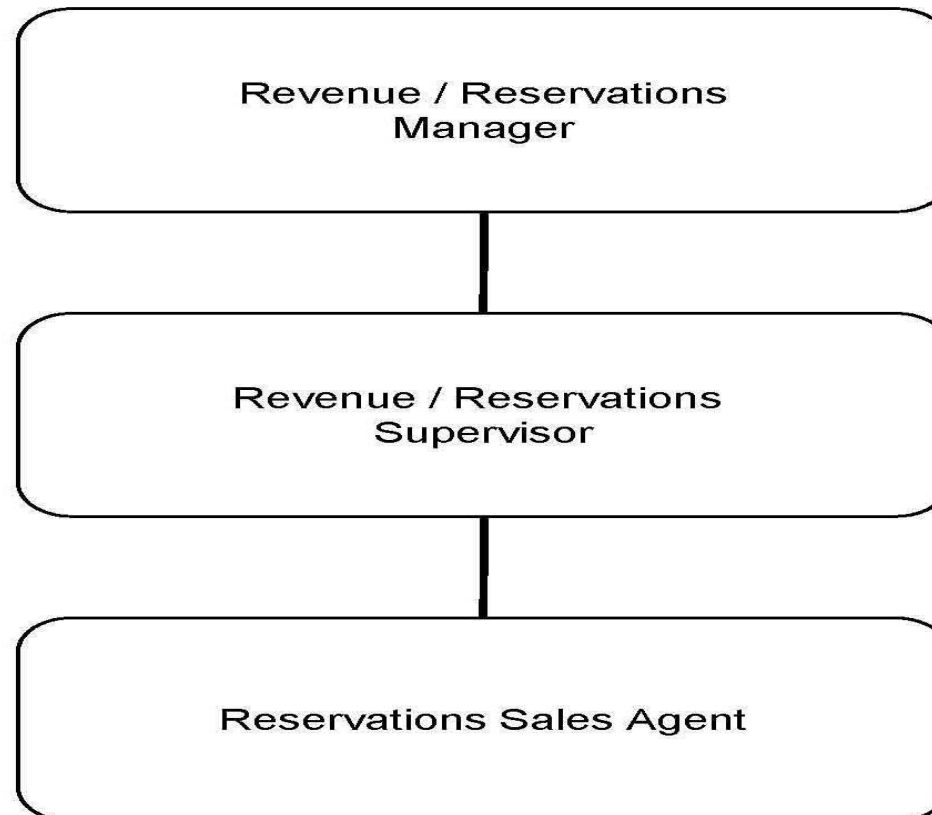 Revenue / Reservations
Manager
Revenue / Reservations
Supervisor
Reservations Sales Agent